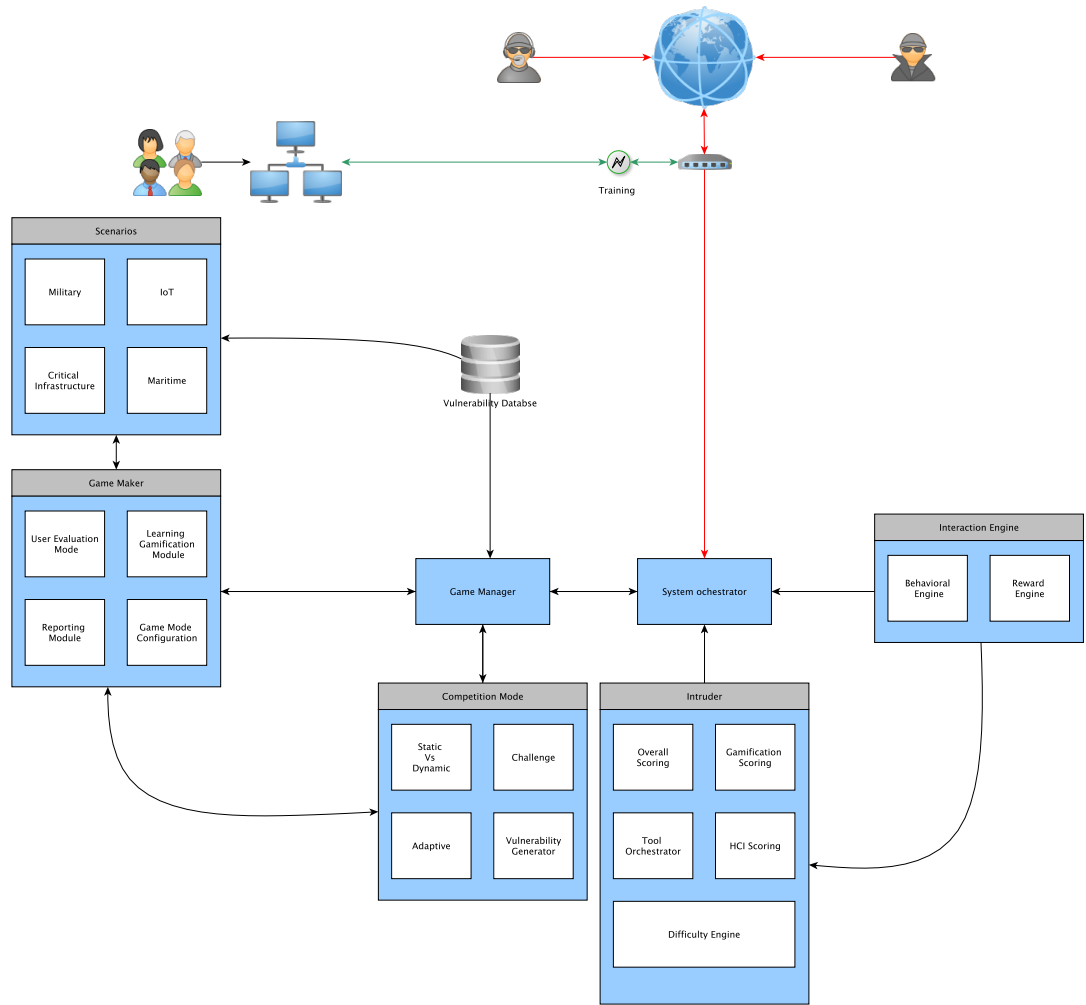 Training
Scenarios
Military
IoT
Critical
Infrastructure
Maritime
Vulnerability Databse
Game Maker
User Evaluation
Mode
Learning
Gamification
Module
Reporting
Module
Game Mode
Configuration
Game Manager
System ochestrator
Interaction Engine
Behavioral
Engine
Reward
Engine
Competition Mode
Static
Vs
Dynamic
Challenge
Adaptive
Vulnerability
Generator
Intruder
Overall
Scoring
Gamification
Scoring
Tool
Orchestrator
HCI Scoring
Difficulty Engine